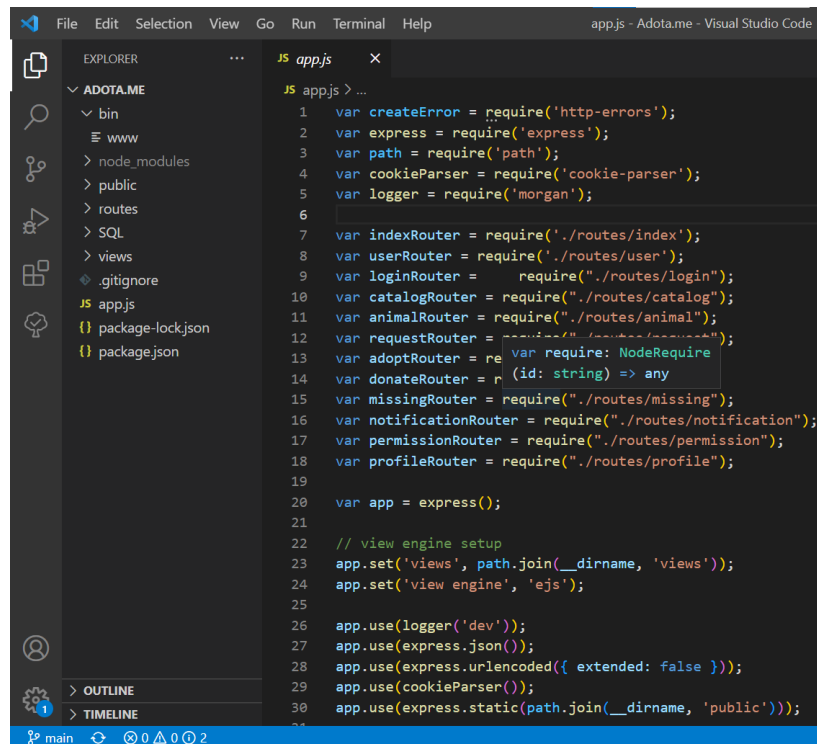 File Edit Selection View Go Run Terminal Help app.js - Adota.me - Visual Studio Code
EXPLORER ...
ADOTA.ME
bin
www
node_modules
public
routes
SQL
views
.gitignore
JS app.js
{} package-lock.json
{} package.json
OUTLINE
TIMELINE
1
JS app.js ×
JS app.js > ...
1 var createError = require('http-errors');
2 var express = require('express');
3 var path = require('path');
4 var cookieParser = require('cookie-parser');
5 var logger = require('morgan');
6
7 var indexRouter = require('./routes/index');
8 var userRouter = require('./routes/user');
9 var loginRouter =     require("./routes/login");
10 var catalogRouter = require("./routes/catalog");
11 var animalRouter = require("./routes/animal");
12 var requestRouter = require("./routes/request");
13 var adoptRouter = re
14 var donateRouter = r
var require: NodeRequire
(id: string) => any
15 var missingRouter = require("./routes/missing");
16 var notificationRouter = require("./routes/notification");
17 var permissionRouter = require("./routes/permission");
18 var profileRouter = require("./routes/profile");
19
20 var app = express();
21
22 // view engine setup
23 app.set('views', path.join(__dirname, 'views'));
24 app.set('view engine', 'ejs');
25
26 app.use(logger('dev'));
27 app.use(express.json());
28 app.use(express.urlencoded({ extended: false }));
29 app.use(cookieParser());
30 app.use(express.static(path.join(__dirname, 'public')));
main 0 0 2